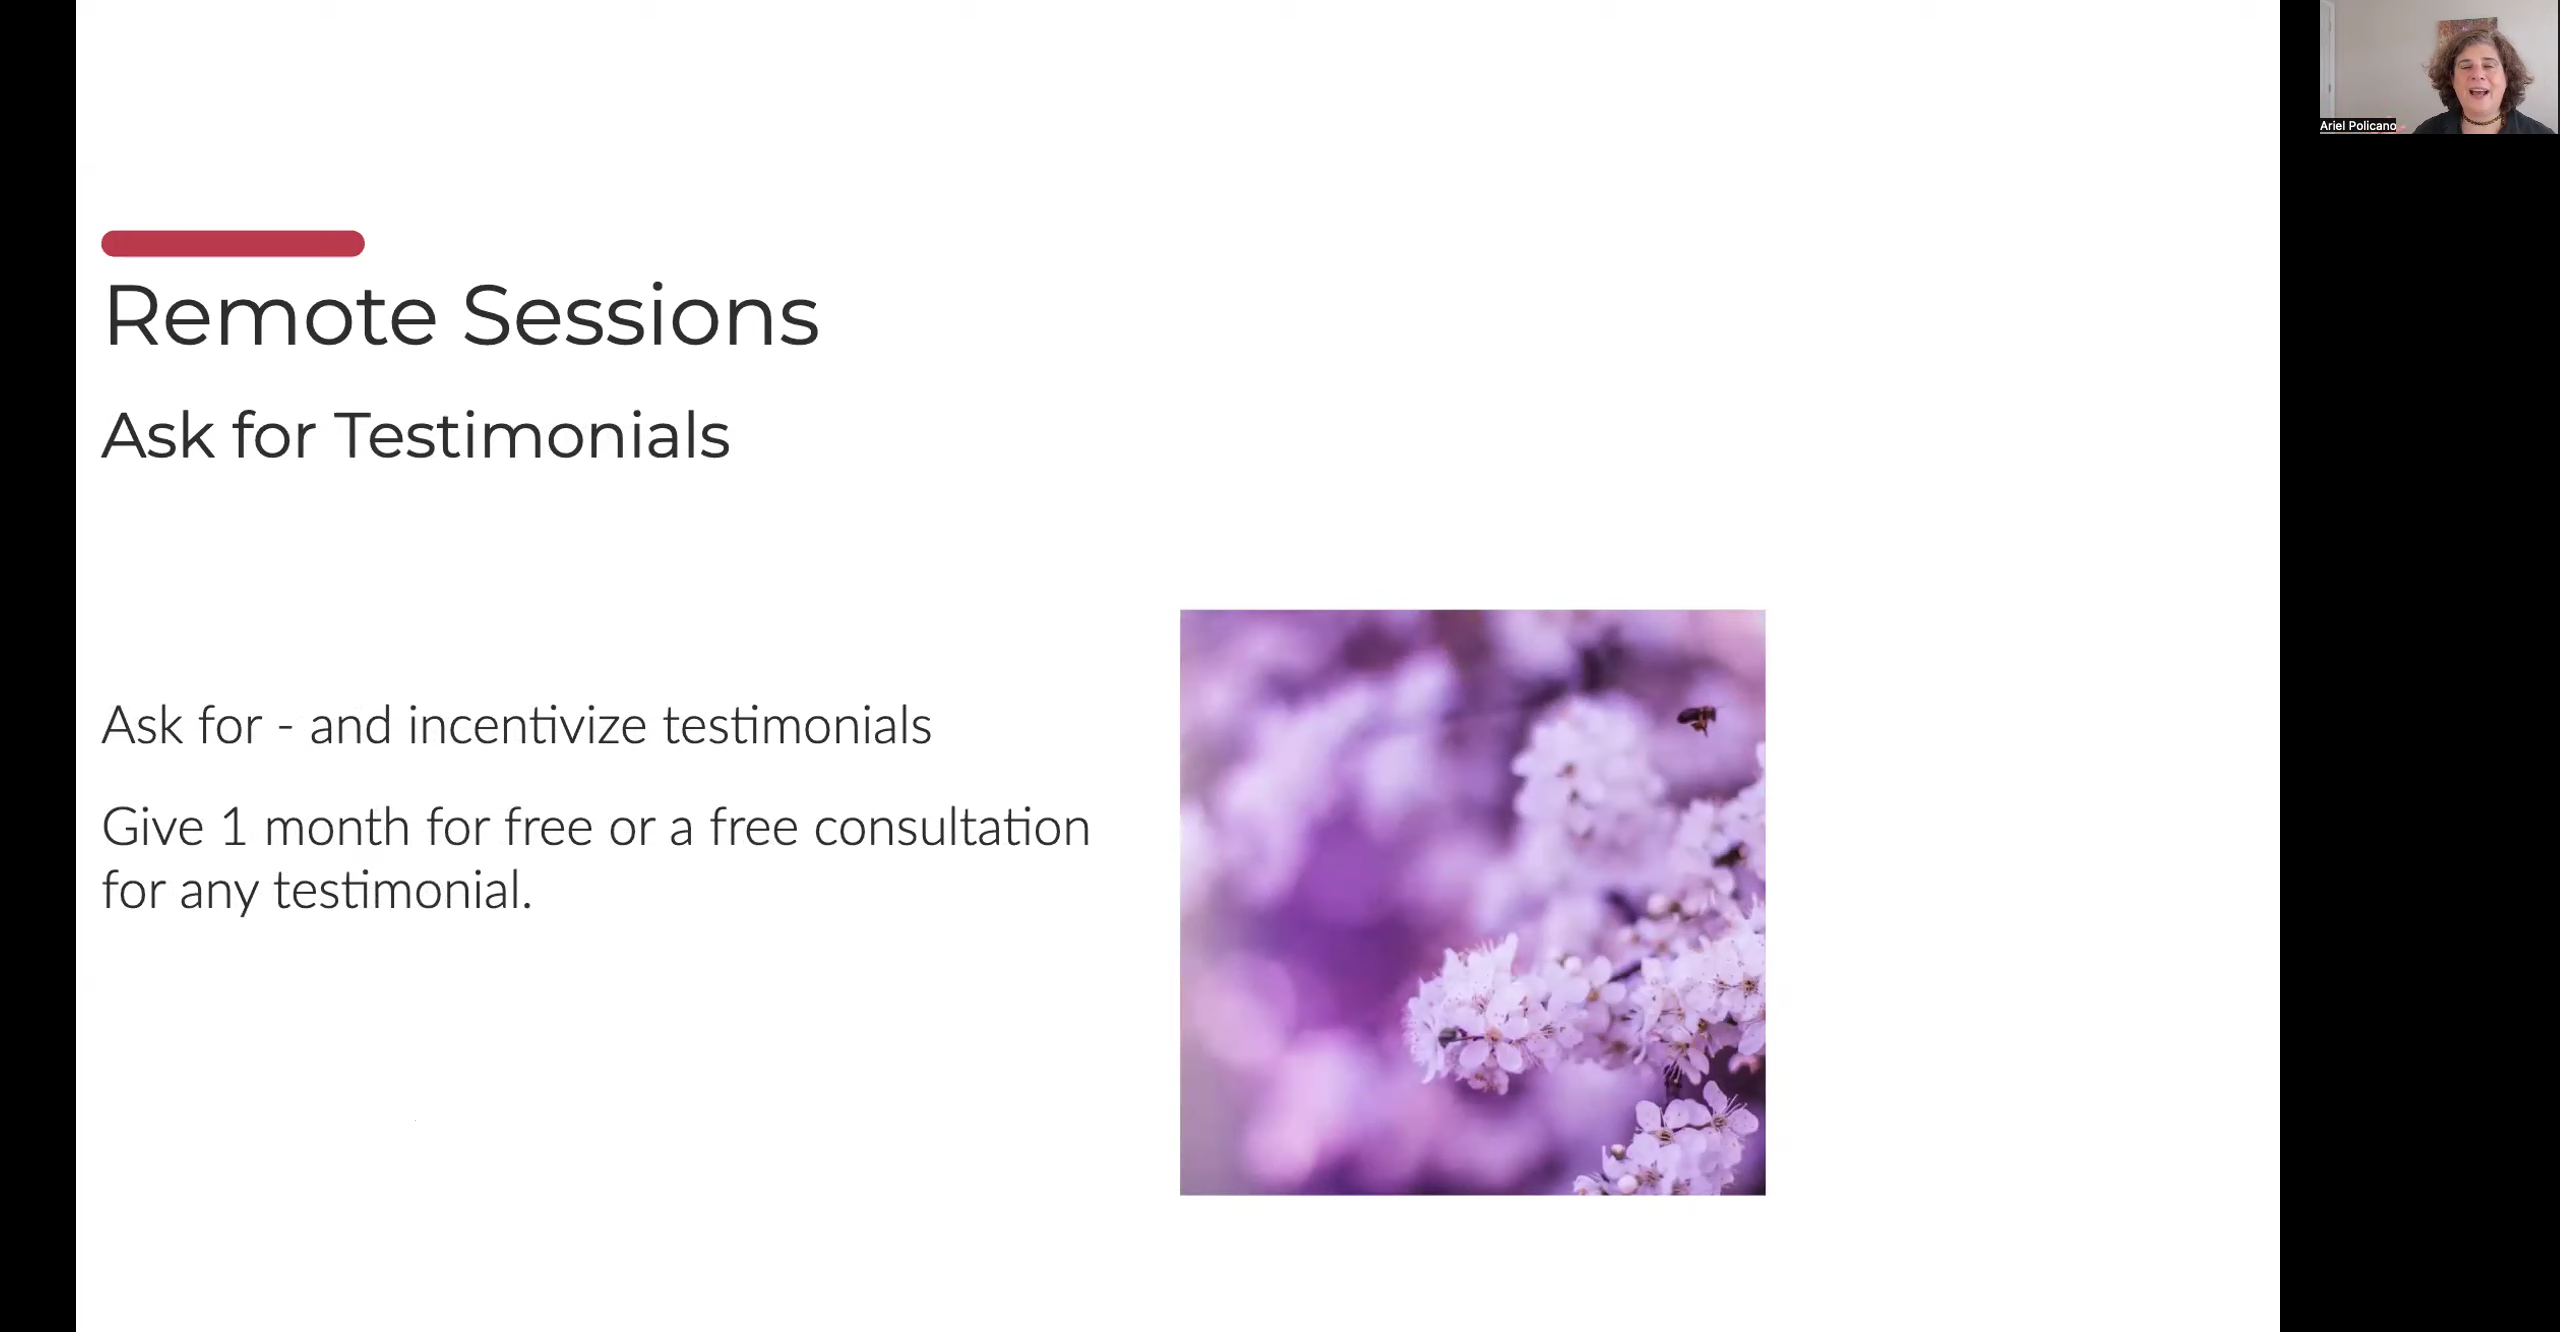 Remote Sessions
Ask for Testimonials
Ask for - and incentivize testimonials
Give 1 month for free or a free consultation
for any testimonial.
Ariel Policano